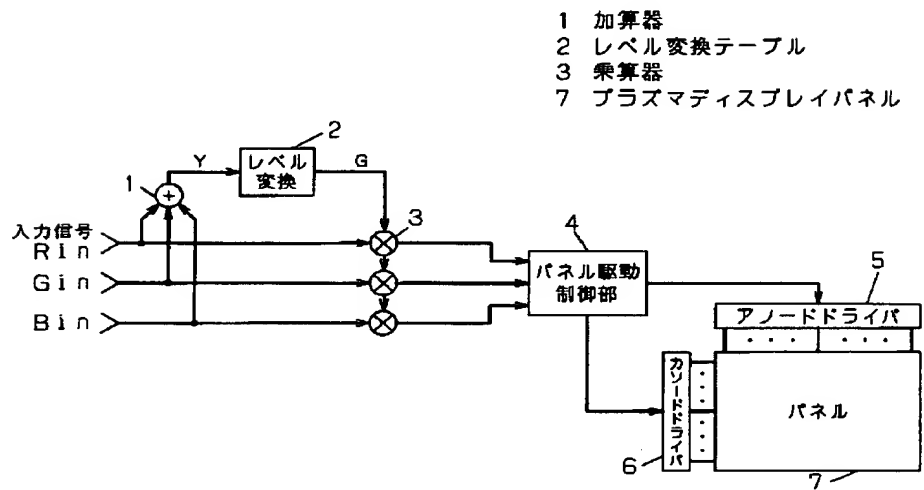 1 加算器
2 レベル変換テーブル
3 乗算器
7 プラズマディスプレイパネル
2
Y
レベル
変換
G
1
+
入力信号
Rin
3
4
Gin
パネル駆動
制御部
5
Bin
アノードドライバ
カソードドライバ
パネル
6
7